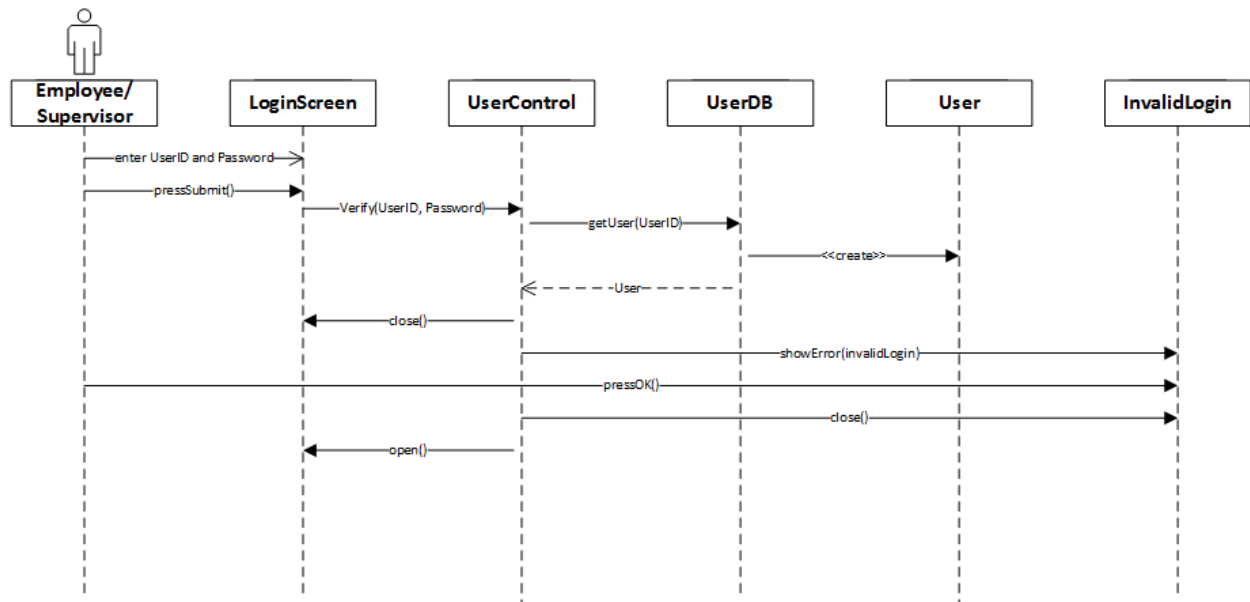 Employee/
Supervisor
LoginScreen
UserControl
UserDB
User
InvalidLogin
enter UserID and Password
pressSubmit()
Verify(UserID, Password)
getUser(UserID)
<<create>>
User
close()
showError(invalidLogin)
pressOK()
close()
open()